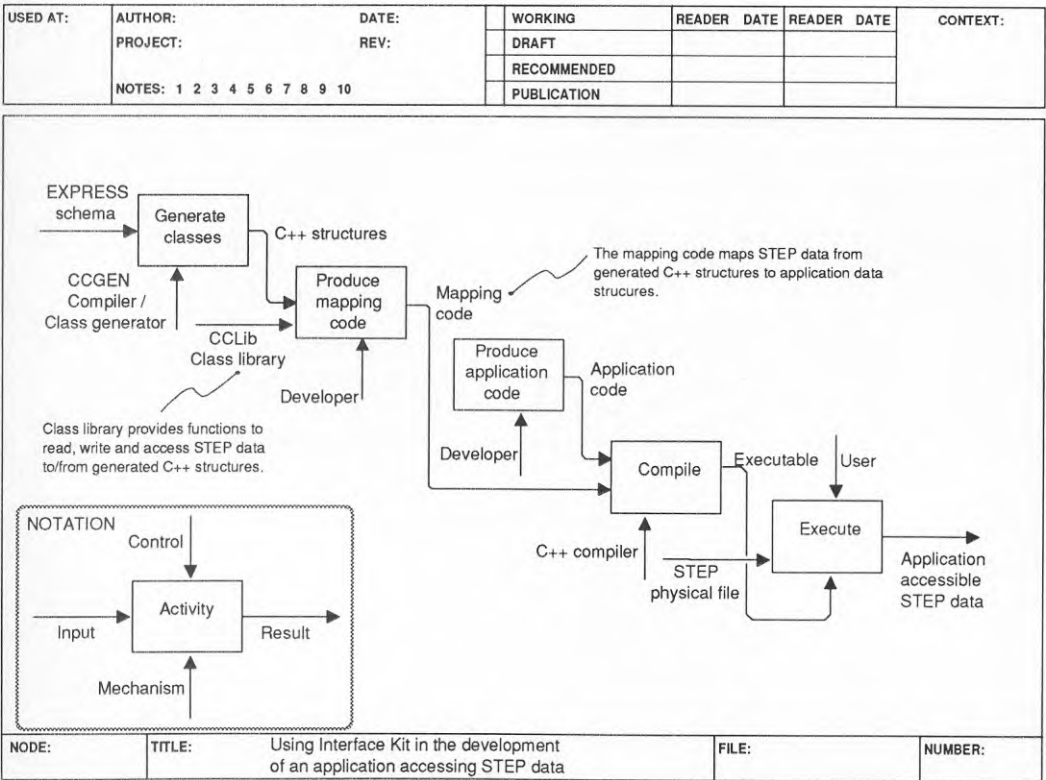 USED AT:
AUTHOR:
DATE:
PROJECT:
REV:
NOTES: 1 2 3 4 5 6 7 8 9 10
WORKING
DRAFT
RECOMMENDED
PUBLICATION
READER DATE
READER DATE
CONTEXT:
EXPRESS
schema
Generate
classes
C++ structures
CCGEN
Compiler /
Class generator
Produce
mapping
code
CCLib
Class library
Developer
Mapping
code
The mapping code maps STEP data from
generated C++ structures to application data
strucures.
Class library provides functions to
read, write and access STEP data
to/from generated C++ structures.
Produce
application
code
Application
code
Developer
Compile
Executable
User
C++ compiler
STEP
physical file
Execute
Application
accessible
STEP data
NOTATION
Control
Input
Activity
Result
Mechanism
NODE:
TITLE:
Using Interface Kit in the development
of an application accessing STEP data
FILE:
NUMBER: